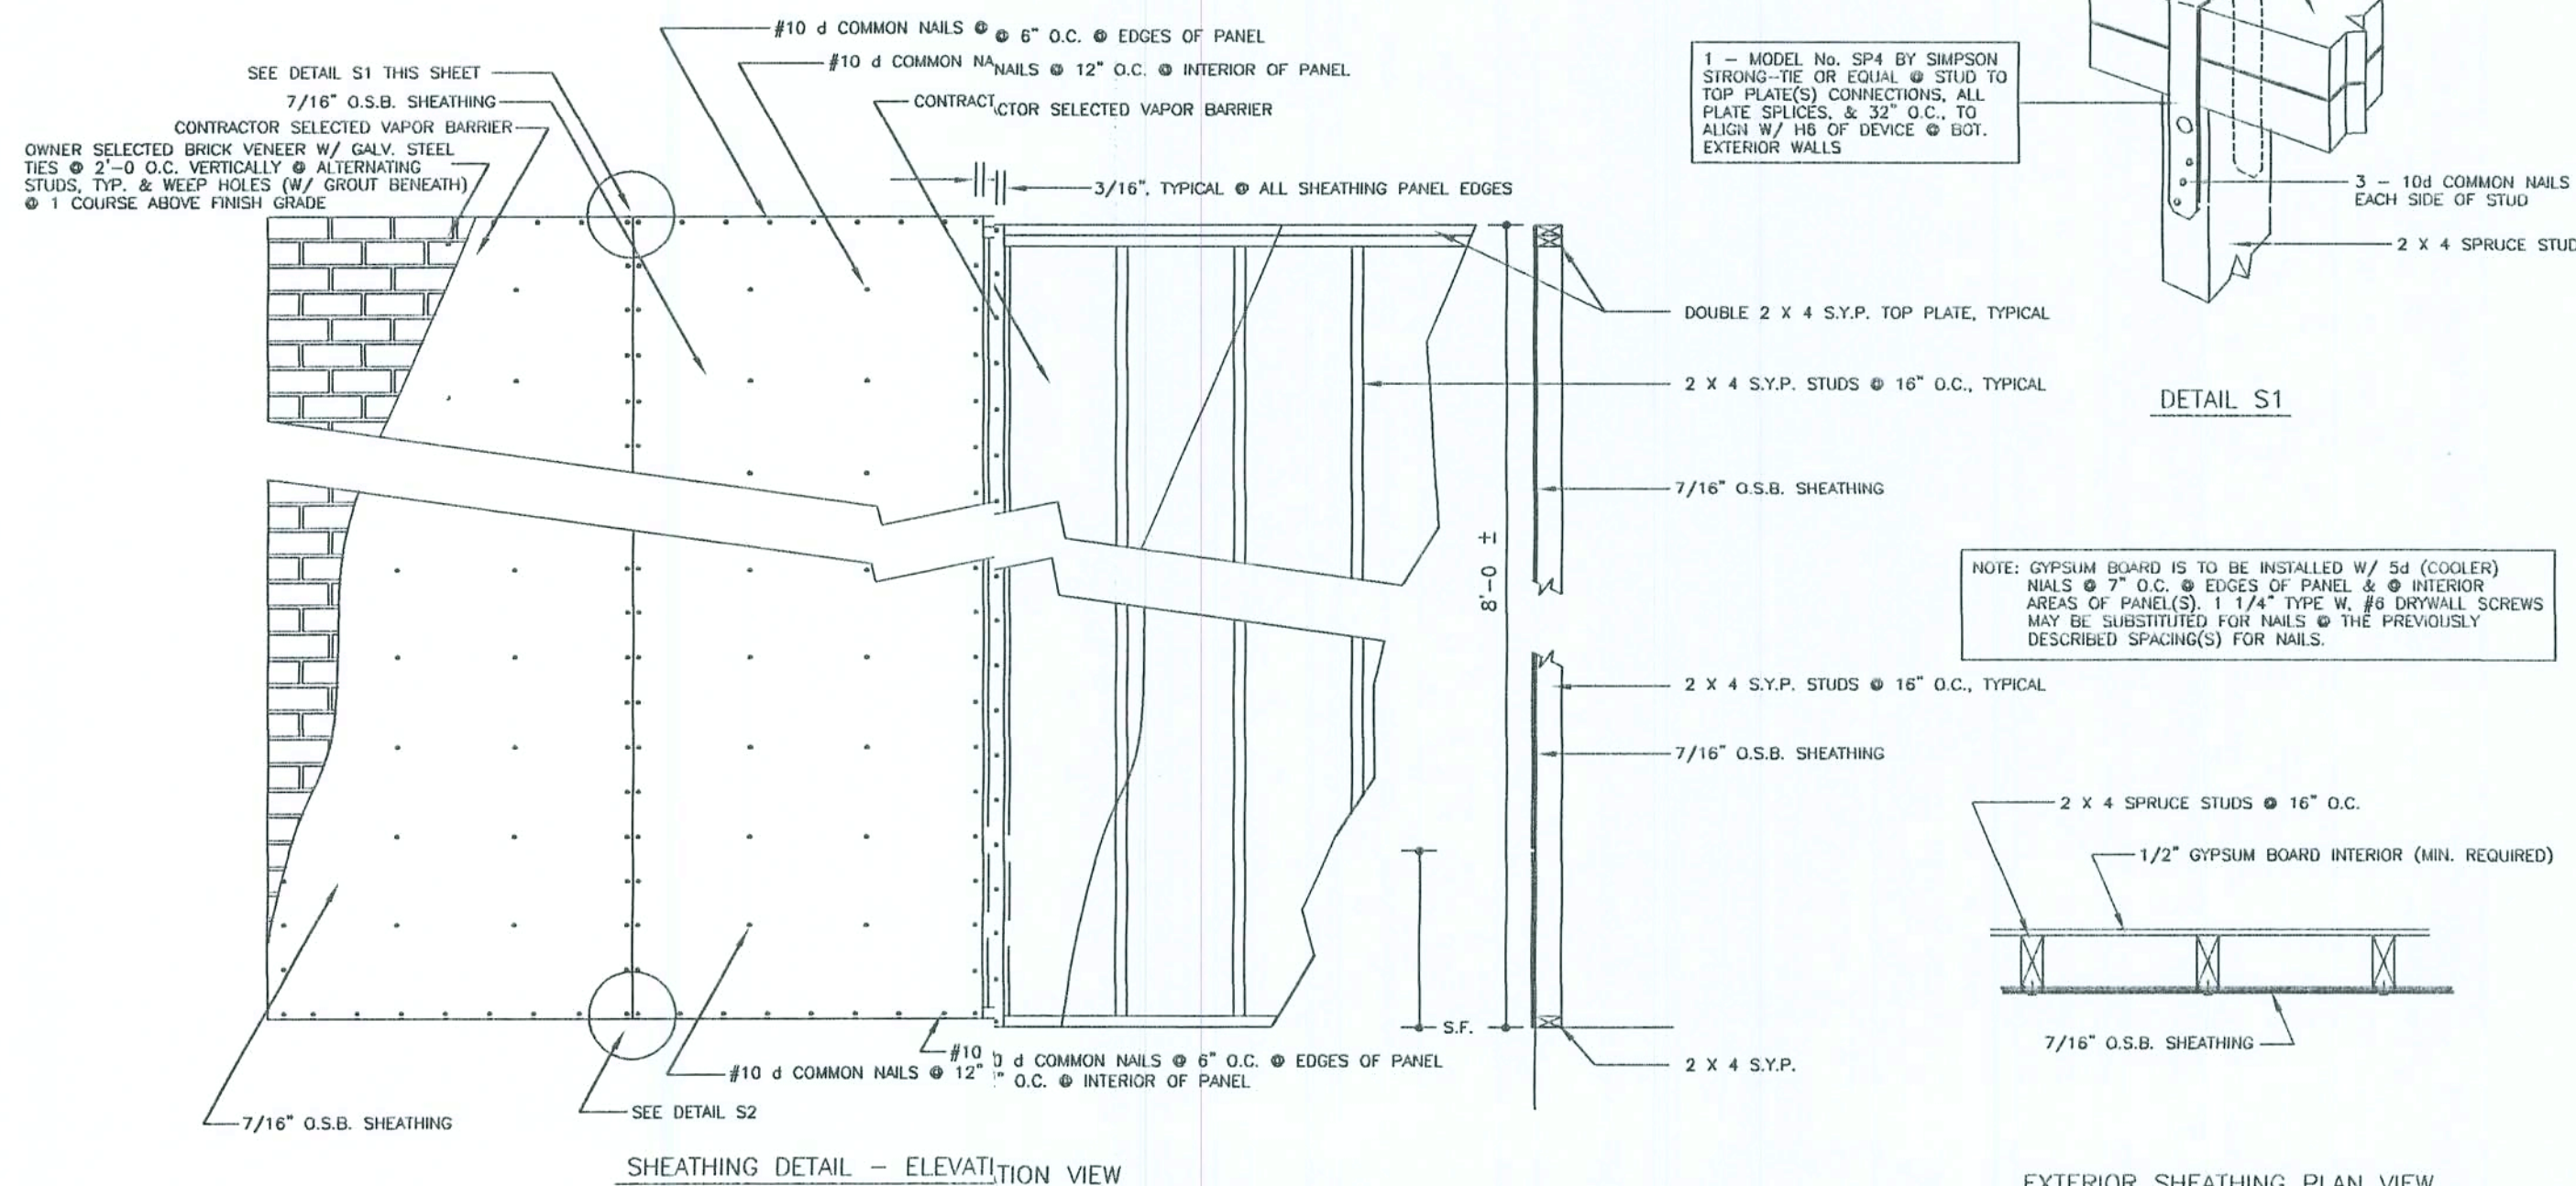 #10 d COMMON NAILS @ @ 6" O.C. @ EDGES OF PANEL
#10 d COMMON NA NAILS @ 12" O.C. @ INTERIOR OF PANEL
CONTRACT CTOR SELECTED VAPOR BARRIER
SEE DETAIL S1 THIS SHEET
7/16" O.S.B. SHEATHING
CONTRACTOR SELECTED VAPOR BARRIER
OWNER SELECTED BRICK VENEER W/ GALV. STEEL
TIES @ 2'-0 O.C. VERTICALLY @ ALTERNATING
STUDS, TYP. & WEEP HOLES (W/ GROUT BENEATH)
@ 1 COURSE ABOVE FINISH GRADE
3/16", TYPICAL @ ALL SHEATHING PANEL EDGES
1 - MODEL No. SP4 BY SIMPSON
STRONG-TIE OR EQUAL @ STUD TO
TOP PLATE(S) CONNECTIONS, ALL
PLATE SPLICES, & 32" O.C., TO
ALIGN W/ H6 OF DEVICE @ BOT.
EXTERIOR WALLS
3 - 10d COMMON NAILS
EACH SIDE OF STUD
2 X 4 SPRUCE STUD
DETAIL S1
DOUBLE 2 X 4 S.Y.P. TOP PLATE, TYPICAL
2 X 4 S.Y.P. STUDS @ 16" O.C., TYPICAL
7/16" O.S.B. SHEATHING
8'-0 ±
NOTE: GYPSUM BOARD IS TO BE INSTALLED W/ 5d (COOLER)
NIALS @ 7" O.C. @ EDGES OF PANEL & @ INTERIOR
AREAS OF PANEL(S). 1 1/4" TYPE W, #6 DRYWALL SCREWS
MAY BE SUBSTITUTED FOR NAILS @ THE PREVIOUSLY
DESCRIBED SPACING(S) FOR NAILS.
2 X 4 S.Y.P. STUDS @ 16" O.C., TYPICAL
7/16" O.S.B. SHEATHING
2 X 4 SPRUCE STUDS @ 16" O.C.
1/2" GYPSUM BOARD INTERIOR (MIN. REQUIRED)
7/16" O.S.B. SHEATHING
S.F.
2 X 4 S.Y.P.
#10 0 d COMMON NAILS @ 6" O.C. @ EDGES OF PANEL
#10 d COMMON NAILS @ 12" " O.C. @ INTERIOR OF PANEL
SEE DETAIL S2
7/16" O.S.B. SHEATHING
SHEATHING DETAIL - ELEVATI TION VIEW
EXTERIOR SHEATHING PLAN VIEW